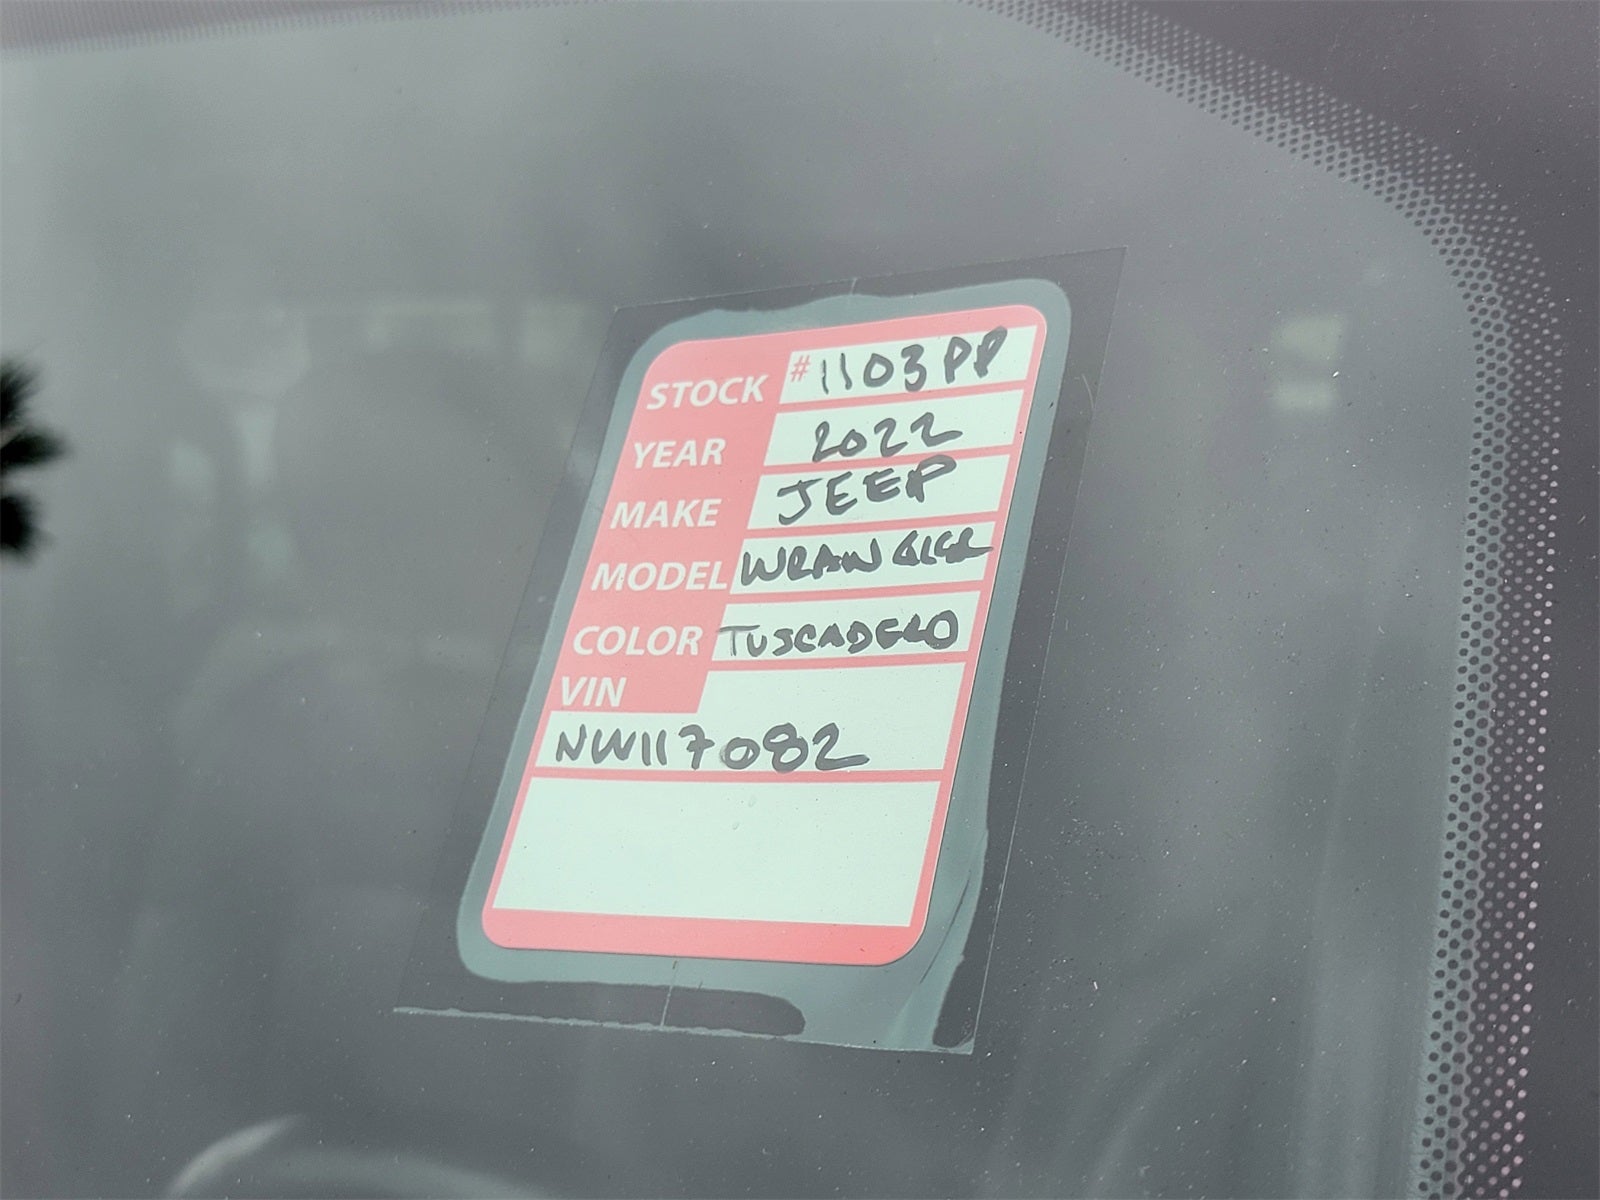 STOCK #1103PP
YEAR 2022
MAKE JEEP
MODEL WRANGLER
COLOR TUSCADERO
VIN
NW117082